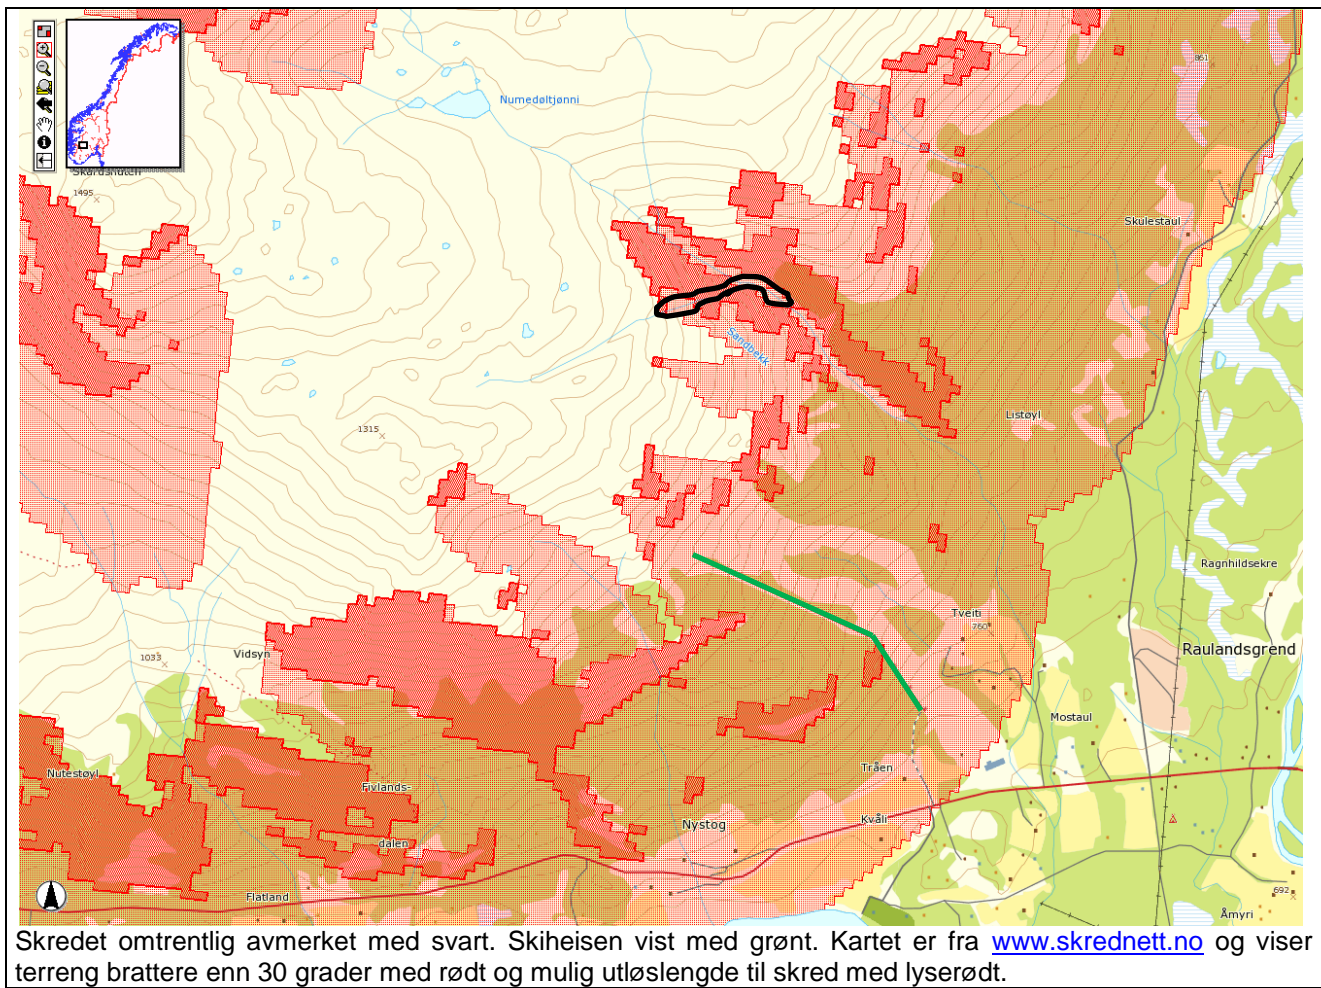 Numedøltjønni
861
Skardsnuten
1495
Skulestaul
Sandbekk
Listøyl
1315
Ragnhildsekre
Tveiti
760
Raulandsgrend
Vidsyn
1033
Mostaul
Nutestøyl
Tråen
Fivlands-
dalen
Kvåli
Nystog
Flatland
692
Åmyri
Skredet omtrentlig avmerket med svart. Skiheisen vist med grønt. Kartet er fra www.skrednett.no og viser
terreng brattere enn 30 grader med rødt og mulig utløslengde til skred med lyserødt.